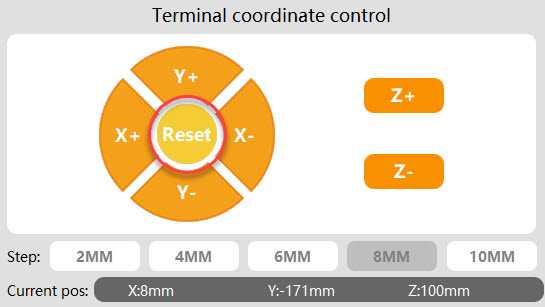 Terminal coordinate control
Y+
X+ Reset X-
Y-
Z+
Z-
Step: 2MM 4MM 6MM 8MM 10MM
Current pos: X:8mm Y:-171mm Z:100mm